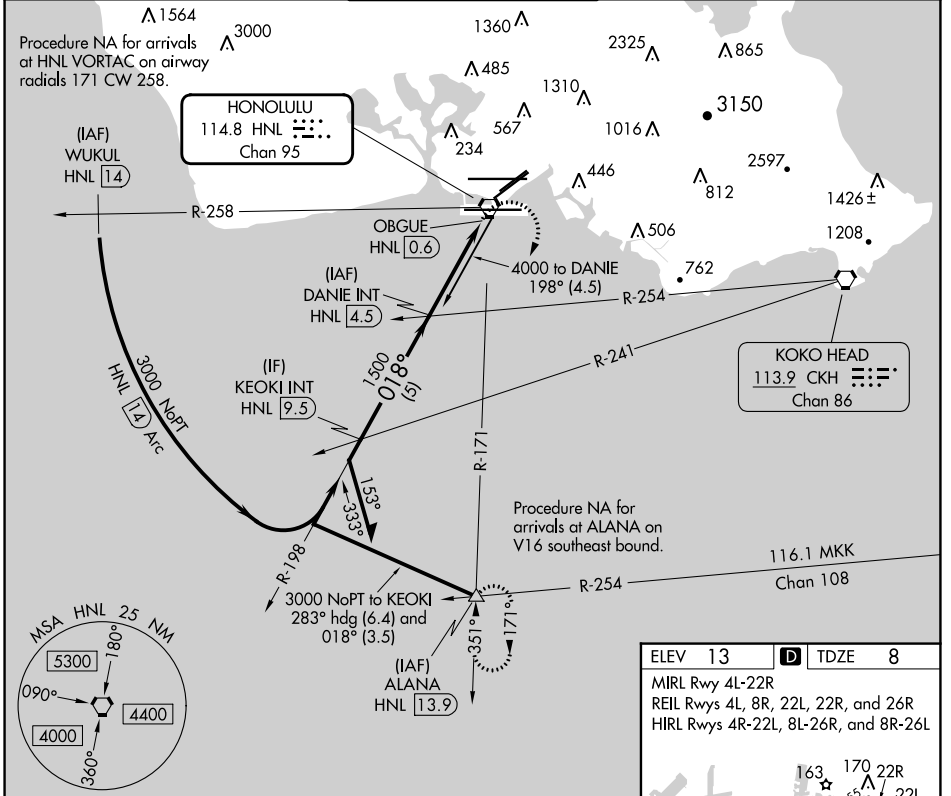 1564
3000
1360
2325
865
Procedure NA for arrivals
at HNL VORTAC on airway
radials 171 CW 258.
485
1310
3150
HONOLULU
114.8 HNL
Chan 95
567
234
1016
(IAF)
WUKUL
HNL 14
446
812
2597
1426 ±
R-258
OBGUE
HNL 0.6
506
1208
4000 to DANIE
198° (4.5)
762
(IAF)
DANIE INT
HNL 4.5
R-254
R-241
KOKO HEAD
113.9 CKH
Chan 86
3000 NoPT
HNL 14 Arc
(IF)
KEOKI INT
HNL 9.5
1500
018°
(5)
R-171
153°
333°
Procedure NA for
arrivals at ALANA on
V16 southeast bound.
R-198
116.1 MKK
Chan 108
R-254
3000 NoPT to KEOKI
283° hdg (6.4) and
018° (3.5)
351°
171°
(IAF)
ALANA
HNL 13.9
MSA HNL 25 NM
180°
5300
090°
4400
4000
360°
ELEV 13 D TDZE 8
MIRL Rwy 4L-22R
REIL Rwys 4L, 8R, 22L, 22R, and 26R
HIRL Rwys 4R-22L, 8L-26R, and 8R-26L
163
170
22R
22L